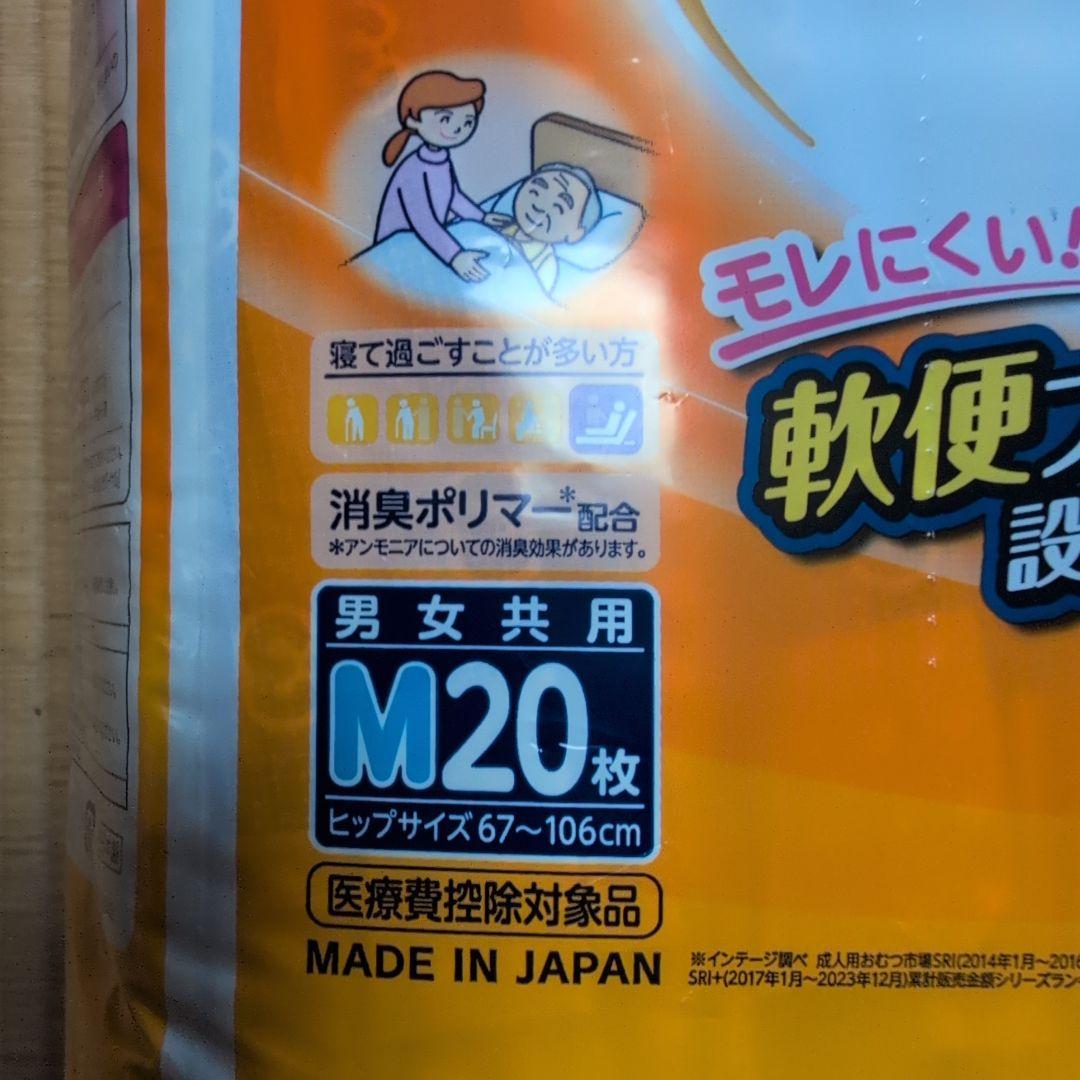 モレにくい!
軟便
設
寝て過ごすことが多い方
消臭ポリマー*配合
*アンモニアについての消臭効果があります。
男女共用
M20枚
ヒップサイズ67〜106cm
医療費控除対象品
MADE IN JAPAN
※インテージ調べ 成人用おむつ市場SRI(2014年1月〜2016
SRI+(2017年1月〜2023年12月)累計販売金額シリーズラン